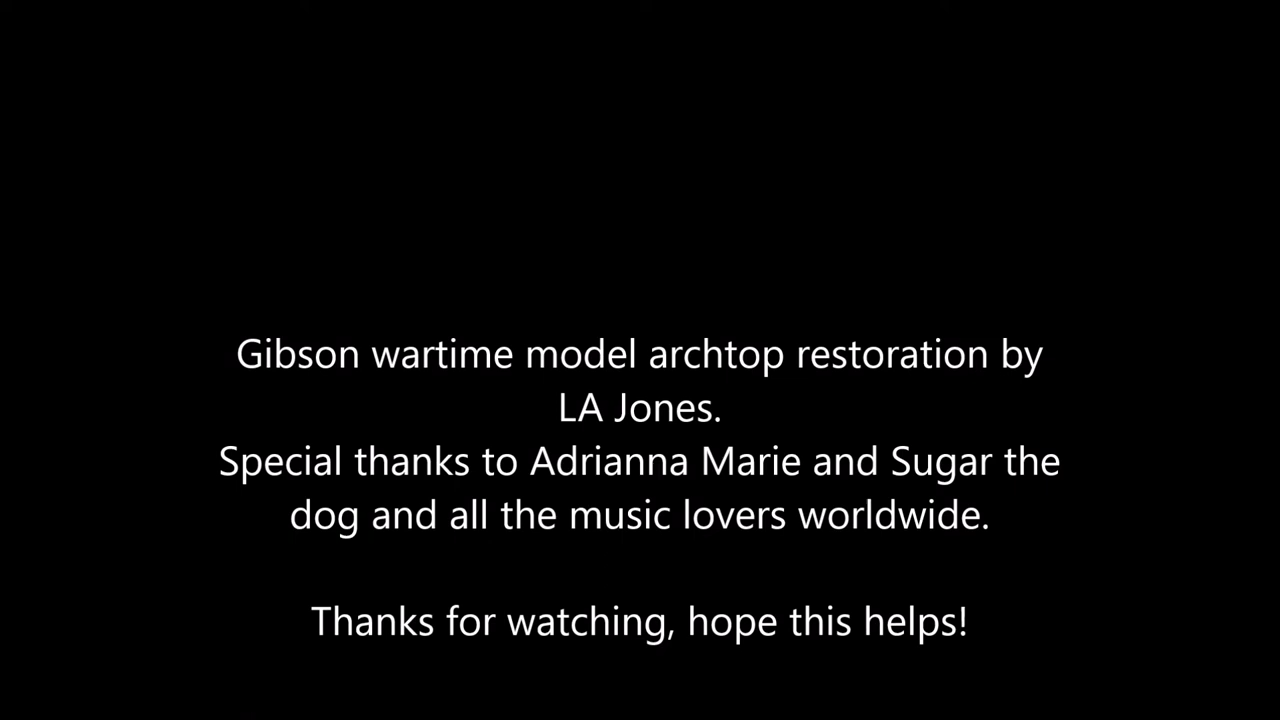 Gibson wartime model archtop restoration by
LA Jones.
Special thanks to Adrianna Marie and Sugar the
dog and all the music lovers worldwide.
Thanks for watching, hope this helps!